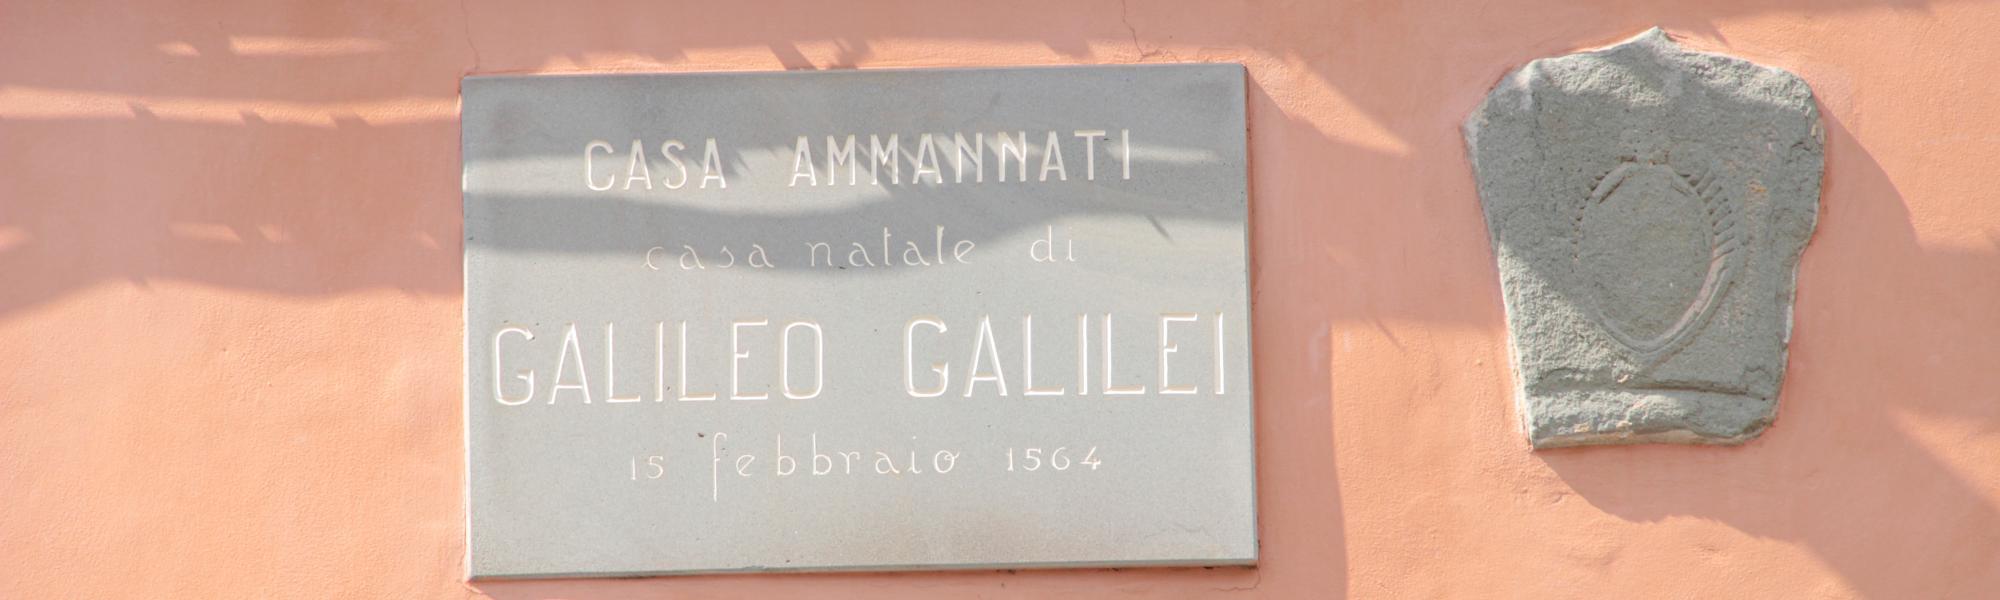 CASA AMMANNATI
casa natale di
GALILEO GALILEI
15 febbraio 1564